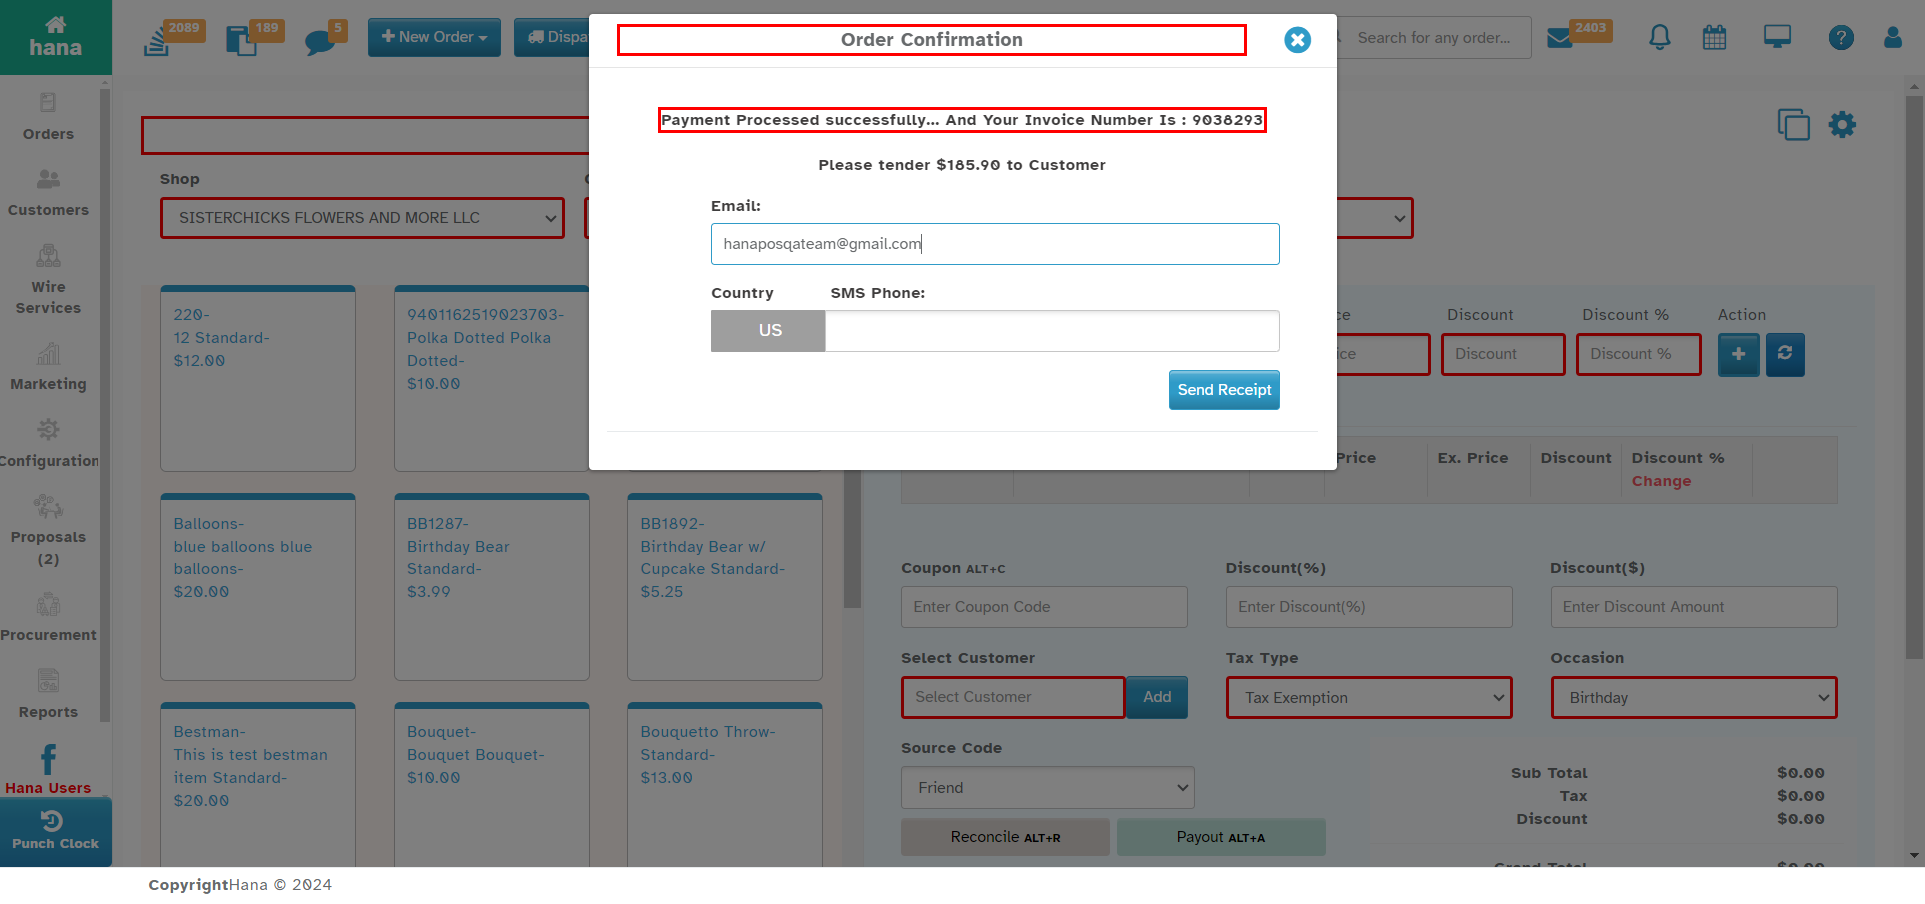 hana
2089
189
5
New Order
Dispa
Search for any order...
2403
?
Order Confirmation
Payment Processed successfully... And Your Invoice Number Is : 9038293
Please tender $185.90 to Customer
Email:
hanaposqateam@gmail.com
Country
SMS Phone:
US
Send Receipt
Orders
Customers
Wire
Services
Marketing
Configuration
Proposals
(2)
Procurement
Reports
Hana Users
Punch Clock
Shop
SISTERCHICKS FLOWERS AND MORE LLC
220-
12 Standard-
$12.00
9401162519023703-
Polka Dotted Polka
Dotted-
$10.00
Balloons-
blue balloons blue
balloons-
$20.00
BB1287-
Birthday Bear
Standard-
$3.99
BB1892-
Birthday Bear w/
Cupcake Standard-
$5.25
Bestman-
This is test bestman
item Standard-
$20.00
Bouquet-
Bouquet Bouquet-
$10.00
Bouquetto Throw-
Standard-
$13.00
ce
Discount
Discount %
Action
ice
Discount
Discount %
Price
Ex. Price
Discount
Discount %
Change
Coupon ALT+C
Discount(%)
Discount($)
Enter Coupon Code
Enter Discount(%)
Enter Discount Amount
Select Customer
Tax Type
Occasion
Select Customer
Add
Tax Exemption
Birthday
Source Code
Friend
Sub Total $0.00
Tax $0.00
Discount $0.00
Reconcile ALT+R
Payout ALT+A
Grand Total $0.00
CopyrightHana © 2024